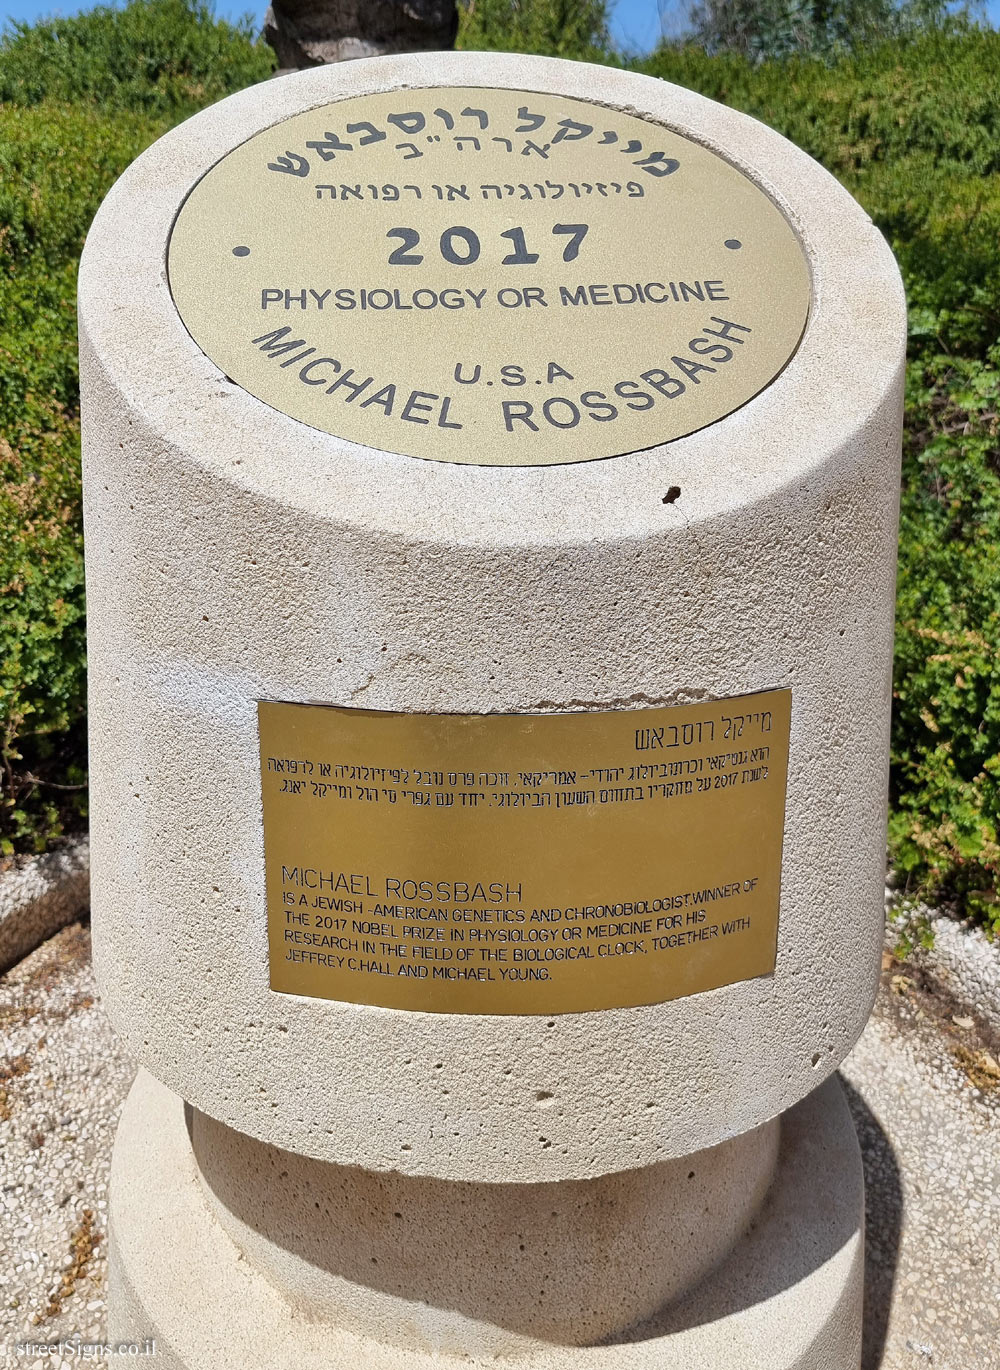 מייקל רוסבאש
ארה"ב
פיזיולוגיה או רפואה
2017
PHYSIOLOGY OR MEDICINE
U.S.A
MICHAEL ROSSBASH
מייקל רוסבאש
הוא גנטיקאי וכרונוביולוג יהודי- אמריקאי. זוכה פרס נובל לפיזיולוגיה או לרפואה
לשנת 2017 על מחקריו בתחום השעון הביולוגי. יחד עם גפרי סי הול ומייקל יאנג.
MICHAEL ROSSBASH
IS A JEWISH -AMERICAN GENETICS AND CHRONOBIOLOGIST.WINNER OF
THE 2017 NOBEL PRIZE IN PHYSIOLOGY OR MEDICINE FOR HIS
RESEARCH IN THE FIELD OF THE BIOLOGICAL CLOCK, TOGETHER WITH
JEFFREY C.HALL AND MICHAEL YOUNG.
streetSigns.co.il